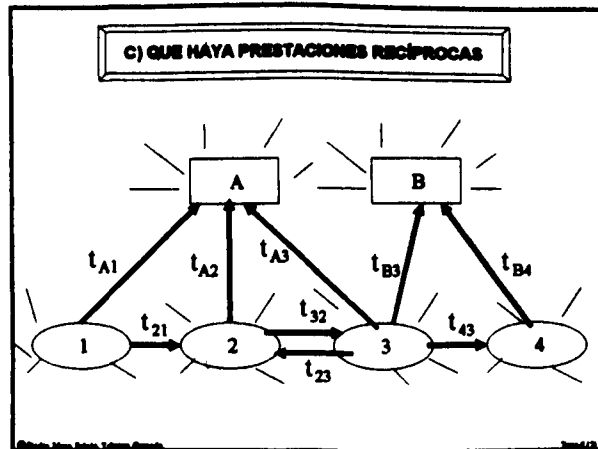 C) QUE HAYA PRESTACIONES RECÍPROCAS
A B
tA1 tA2 tA3 tB3 tB4
t21 t32 t43
1 2 3 4
t23